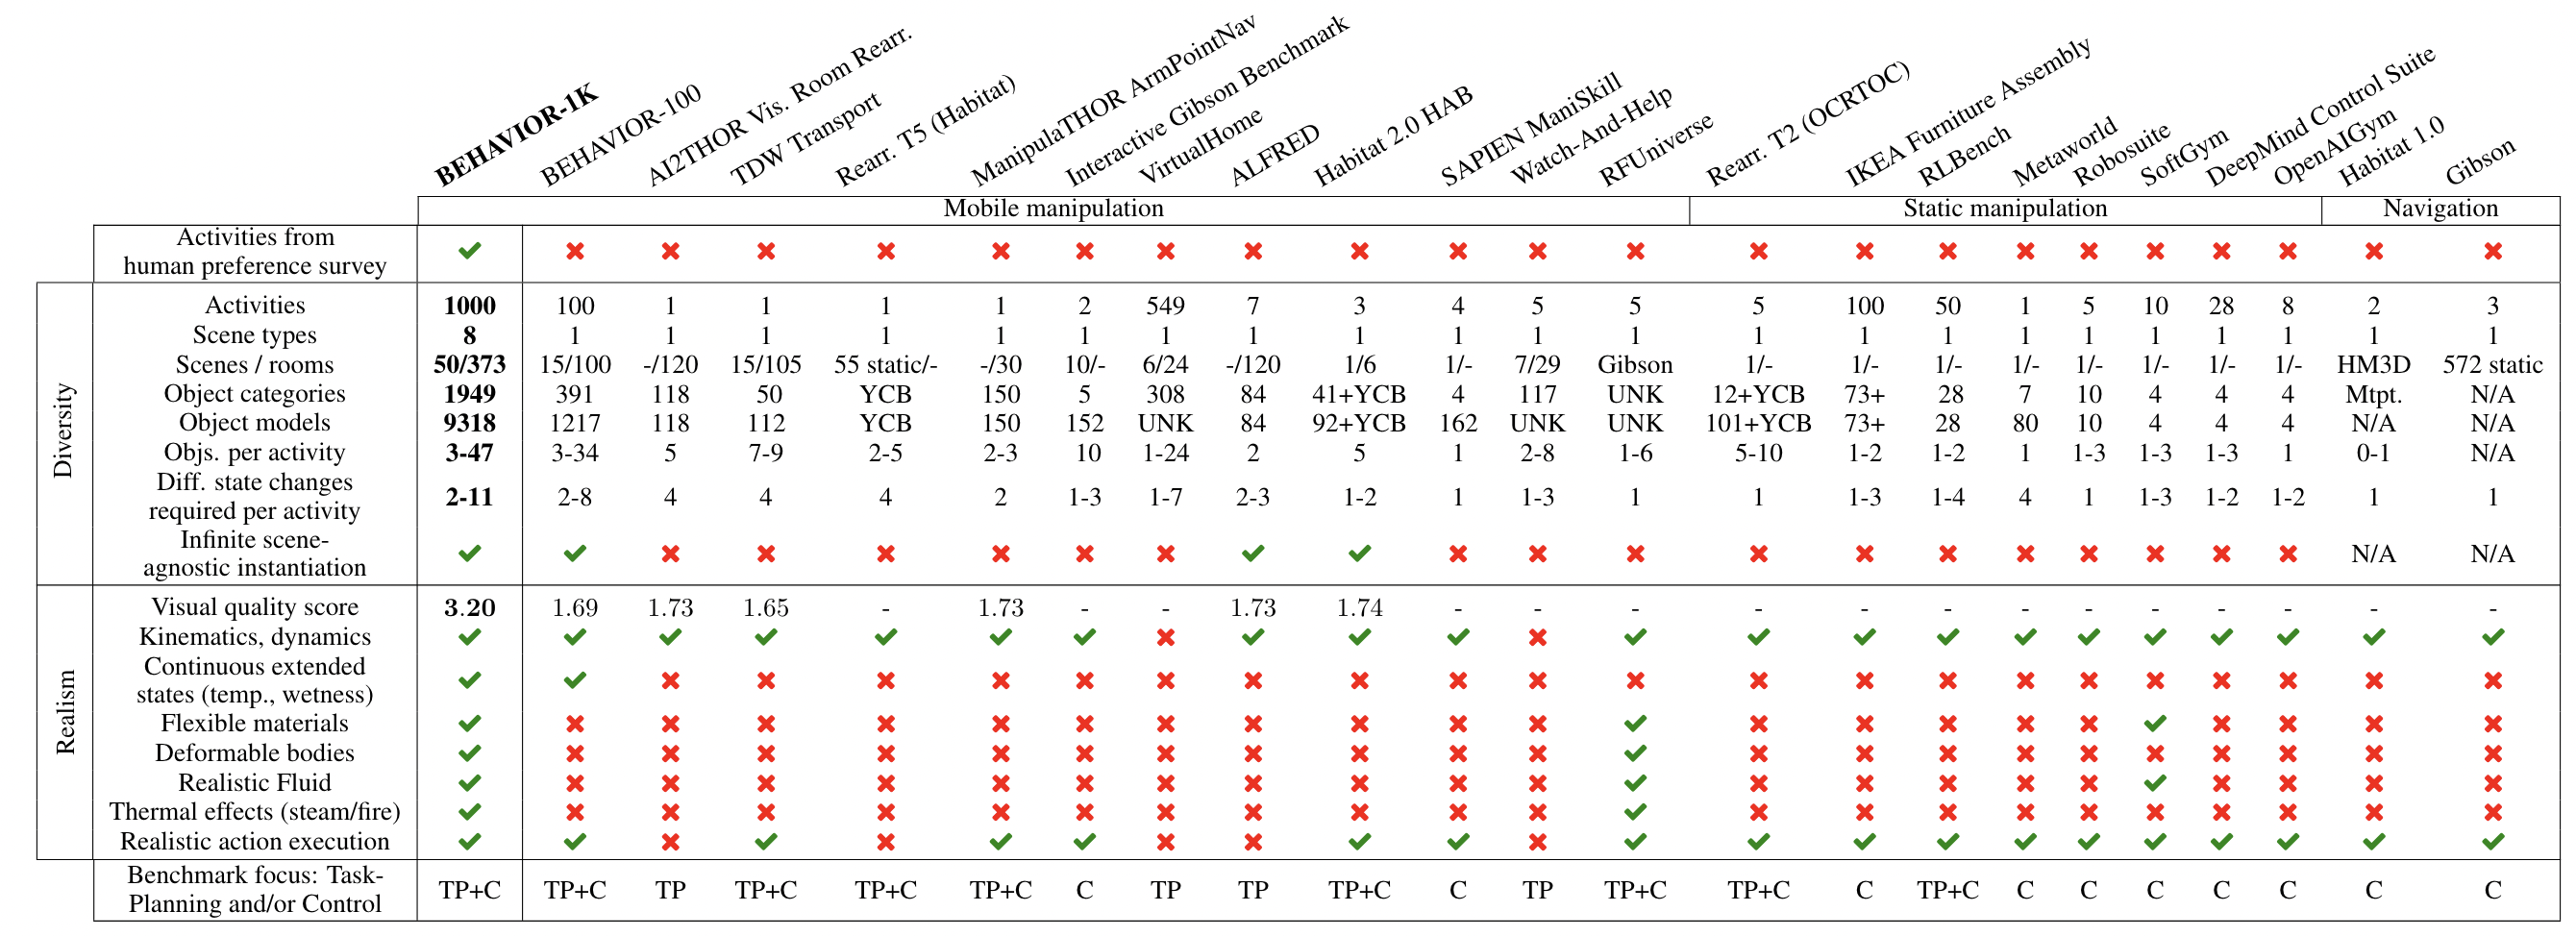 BEHAVIOR-1K BEHAVIOR-100 AI2THOR Vis. Room Rearr. TDW Transport Rearr. T5 (Habitat) ManipulaTHOR ArmPointNav Interactive Gibson Benchmark VirtualHome ALFRED Habitat 2.0 HAB SAPIEN ManiSkill Watch-And-Help RFUniverse Rearr. T2 (OCRTOC) IKEA Furniture Assembly RLBench Metaworld Robosuite SoftGym DeepMind Control Suite OpenAIGym Habitat 1.0 Gibson
Mobile manipulation Static manipulation Navigation
Activities from
human preference survey ✓ ✗ ✗ ✗ ✗ ✗ ✗ ✗ ✗ ✗ ✗ ✗ ✗ ✗ ✗ ✗ ✗ ✗ ✗ ✗ ✗ ✗ ✗
Diversity
Activities 1000 100 1 1 1 1 2 549 7 3 4 5 5 5 100 50 1 5 10 28 8 2 3
Scene types 8 1 1 1 1 1 1 1 1 1 1 1 1 1 1 1 1 1 1 1 1 1 1
Scenes / rooms 50/373 15/100 -/120 15/105 55 static/- -/30 10/- 6/24 -/120 1/6 1/- 7/29 Gibson 1/- 1/- 1/- 1/- 1/- 1/- 1/- 1/- HM3D 572 static
Object categories 1949 391 118 50 YCB 150 5 308 84 41+YCB 4 117 UNK 12+YCB 73+ 28 7 10 4 4 4 Mtpt. N/A
Object models 9318 1217 118 112 YCB 150 152 UNK 84 92+YCB 162 UNK UNK 101+YCB 73+ 28 80 10 4 4 4 N/A N/A
Objs. per activity 3-47 3-34 5 7-9 2-5 2-3 10 1-24 2 5 1 2-8 1-6 5-10 1-2 1-2 1 1-3 1-3 1-3 1 0-1 N/A
Diff. state changes
required per activity 2-11 2-8 4 4 4 2 1-3 1-7 2-3 1-2 1 1-3 1 1 1-3 1-4 4 1 1-3 1-2 1-2 1 1
Infinite scene-
agnostic instantiation ✓ ✓ ✗ ✗ ✗ ✗ ✗ ✗ ✓ ✓ ✗ ✗ ✗ ✗ ✗ ✗ ✗ ✗ ✗ ✗ ✗ N/A N/A
Realism
Visual quality score 3.20 1.69 1.73 1.65 - 1.73 - - 1.73 1.74 - - - - - - - - - - - - -
Kinematics, dynamics ✓ ✓ ✓ ✓ ✓ ✓ ✓ ✗ ✓ ✓ ✓ ✗ ✓ ✓ ✓ ✓ ✓ ✓ ✓ ✓ ✓ ✓ ✓
Continuous extended
states (temp., wetness) ✓ ✓ ✗ ✗ ✗ ✗ ✗ ✗ ✗ ✗ ✗ ✗ ✗ ✗ ✗ ✗ ✗ ✗ ✗ ✗ ✗ ✗ ✗
Flexible materials ✓ ✗ ✗ ✗ ✗ ✗ ✗ ✗ ✗ ✗ ✗ ✗ ✓ ✗ ✗ ✗ ✗ ✗ ✓ ✗ ✗ ✗ ✗
Deformable bodies ✓ ✗ ✗ ✗ ✗ ✗ ✗ ✗ ✗ ✗ ✗ ✗ ✓ ✗ ✗ ✗ ✗ ✗ ✗ ✗ ✗ ✗ ✗
Realistic Fluid ✓ ✗ ✗ ✗ ✗ ✗ ✗ ✗ ✗ ✗ ✗ ✗ ✓ ✗ ✗ ✗ ✗ ✗ ✓ ✗ ✗ ✗ ✗
Thermal effects (steam/fire) ✓ ✗ ✗ ✗ ✗ ✗ ✗ ✗ ✗ ✗ ✗ ✗ ✓ ✗ ✗ ✗ ✗ ✗ ✗ ✗ ✗ ✗ ✗
Realistic action execution ✓ ✓ ✗ ✓ ✗ ✓ ✓ ✗ ✗ ✓ ✓ ✗ ✓ ✓ ✓ ✓ ✓ ✓ ✓ ✓ ✓ ✓ ✓
Benchmark focus: Task-
Planning and/or Control TP+C TP+C TP TP+C TP+C TP+C C TP TP TP+C C TP TP+C TP+C C TP+C C C C C C C C